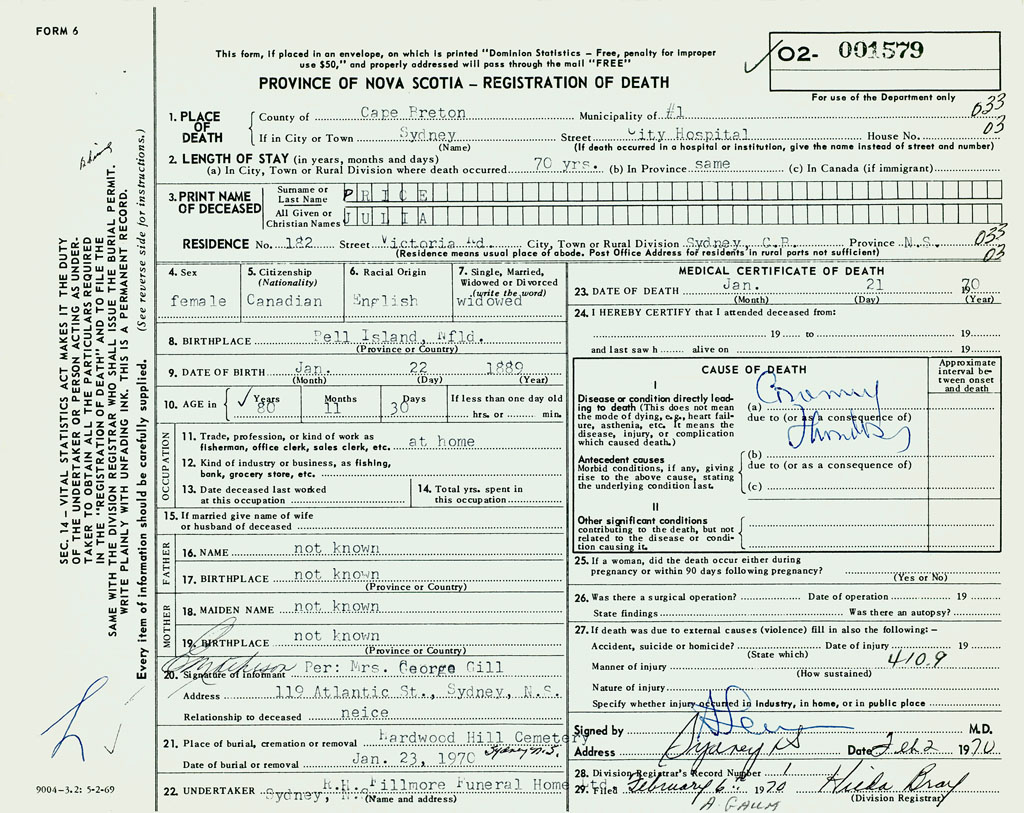 FORM 6
This form, if placed in an envelope, on which is printed "Dominion Statistics — Free, penalty for improper
use $50," and properly addressed will pass through the mail "FREE"
PROVINCE OF NOVA SCOTIA — REGISTRATION OF DEATH
02- 001579
For use of the Department only
033
03
1. PLACE OF DEATH
County of Cape Breton Municipality of #1
If in City or Town Sydney Street City Hospital House No.
(Name) (If death occurred in a hospital or institution, give the name instead of street and number)
2. LENGTH OF STAY (in years, months and days)
(a) In City, Town or Rural Division where death occurred 70 yrs. (b) In Province same (c) In Canada (if immigrant)
3. PRINT NAME OF DECEASED
Surname or Last Name PRICE
All Given or Christian Names JULIA
RESIDENCE No. 182 Street Victoria Rd. City, Town or Rural Division Sydney, C.B. Province N.S.
(Residence means usual place of abode. Post Office Address for residents in rural parts not sufficient)
033
03
4. Sex
female
5. Citizenship
(Nationality)
Canadian
6. Racial Origin
English
7. Single, Married,
Widowed or Divorced
(write the word)
widowed
8. BIRTHPLACE Bell Island, Nfld.
(Province or Country)
9. DATE OF BIRTH Jan. 22 1889
(Month) (Day) (Year)
10. AGE in
Years Months Days If less than one day old
80 11 30 hrs. or min.
OCCUPATION
11. Trade, profession, or kind of work as
fisherman, office clerk, sales clerk, etc. at home
12. Kind of industry or business, as fishing,
bank, grocery store, etc.
13. Date deceased last worked
at this occupation
14. Total yrs. spent in
this occupation
15. If married give name of wife
or husband of deceased
FATHER
16. NAME not known
17. BIRTHPLACE not known
(Province or Country)
MOTHER
18. MAIDEN NAME not known
19. BIRTHPLACE not known
(Province or Country)
20. Signature of Informant Per: Mrs. George Gill
Address 119 Atlantic St., Sydney, N.S.
Relationship to deceased neice
21. Place of burial, cremation or removal Hardwood Hill Cemetery
Sydney N.S.
Date of burial or removal Jan. 23, 1970
22. UNDERTAKER R.H. Fillmore Funeral Home Ltd.
Sydney, N.S.
(Name and address)
MEDICAL CERTIFICATE OF DEATH
23. DATE OF DEATH Jan. 21 1970
(Month) (Day) (Year)
24. I HEREBY CERTIFY that I attended deceased from:
19 to 19
and last saw h alive on 19
CAUSE OF DEATH
Approximate
interval be-
tween onset
and death
I
Disease or condition directly lead-
ing to death (This does not mean
the mode of dying, e.g., heart fail-
ure, asthenia, etc. It means the
disease, injury, or complication
which caused death.)
(a) Coronary
due to (or as a consequence of)
Thrombosis
Antecedent causes
Morbid conditions, if any, giving
rise to the above cause, stating
the underlying condition last.
(b)
due to (or as a consequence of)
(c)
II
Other significant conditions
contributing to the death, but not
related to the disease or condi-
tion causing it.
25. If a woman, did the death occur either during
pregnancy or within 90 days following pregnancy?
(Yes or No)
26. Was there a surgical operation? Date of operation 19
State findings Was there an autopsy?
27. If death was due to external causes (violence) fill in also the following: —
Accident, suicide or homicide? Date of injury 19
(State which)
4109
Manner of injury
(How sustained)
Nature of injury
Specify whether injury occurred in Industry, in home, or in public place
Signed by M.D.
Address Sydney NS Date Feb 2 1970
28. Division Registrar's Record Number 1
29. Filed February 6th 1970 Hilda Bray
(Division Registrar)
A. GAUM
SEC. 14 — VITAL STATISTICS ACT MAKES IT THE DUTY
OF THE UNDERTAKER OR PERSON ACTING AS UNDER-
TAKER TO OBTAIN ALL THE PARTICULARS REQUIRED
IN THE "REGISTRATION OF DEATH" AND TO FILE THE
SAME WITH THE DIVISION REGISTRAR WHO SHALL ISSUE THE BURIAL PERMIT.
WRITE PLAINLY WITH UNFADING INK. THIS IS A PERMANENT RECORD.
Every item of information should be carefully supplied. (See reverse side for instructions.)
9004-3.2: 5-2-69